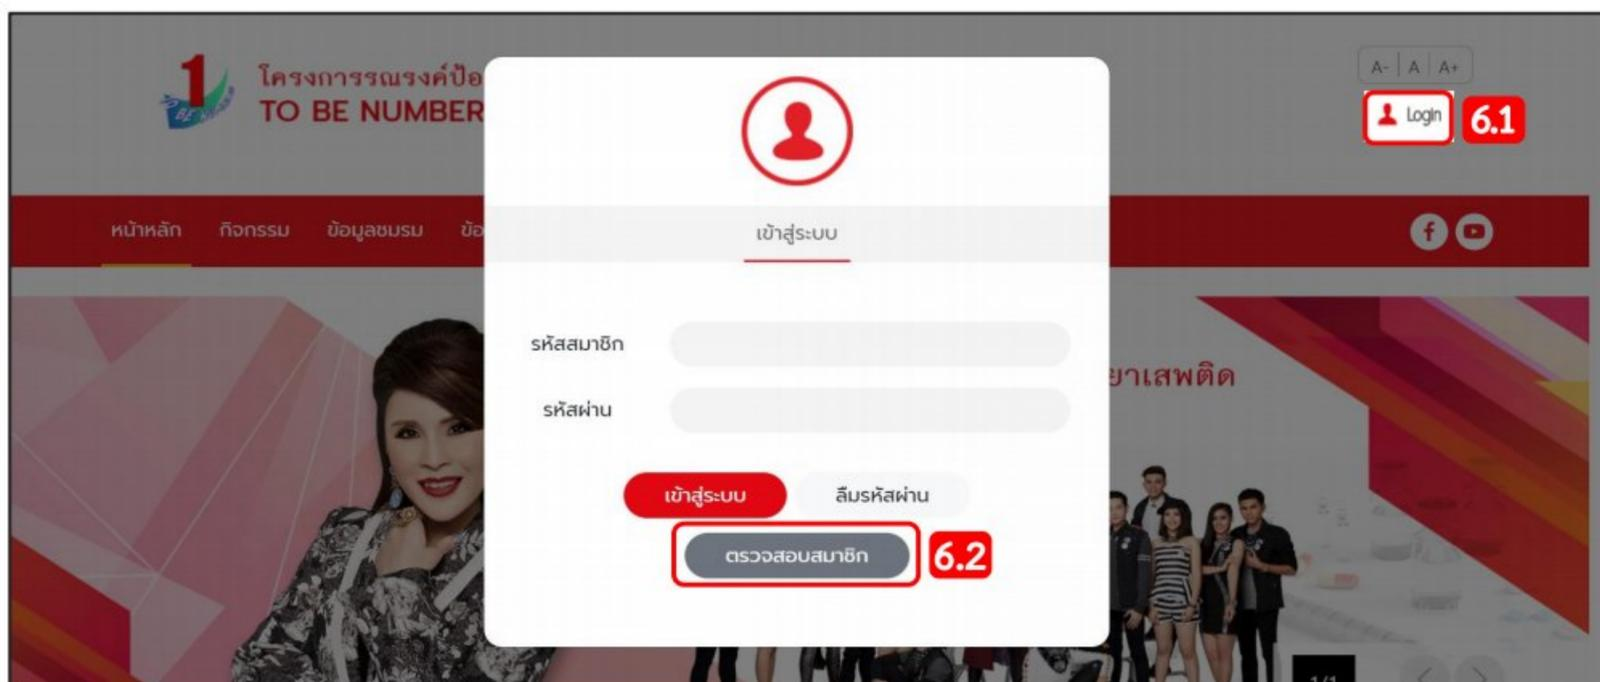 โครงการรณรงค์ป้อ
TO BE NUMBER
A- A A+
Login 6.1
หน้าหลัก กิจกรรม ข้อมูลชมรม ข้อ
เข้าสู่ระบบ
รหัสสมาชิก
ยาเสพติด
รหัสผ่าน
เข้าสู่ระบบ ลืมรหัสผ่าน
ตรวจสอบสมาชิก 6.2
1/1